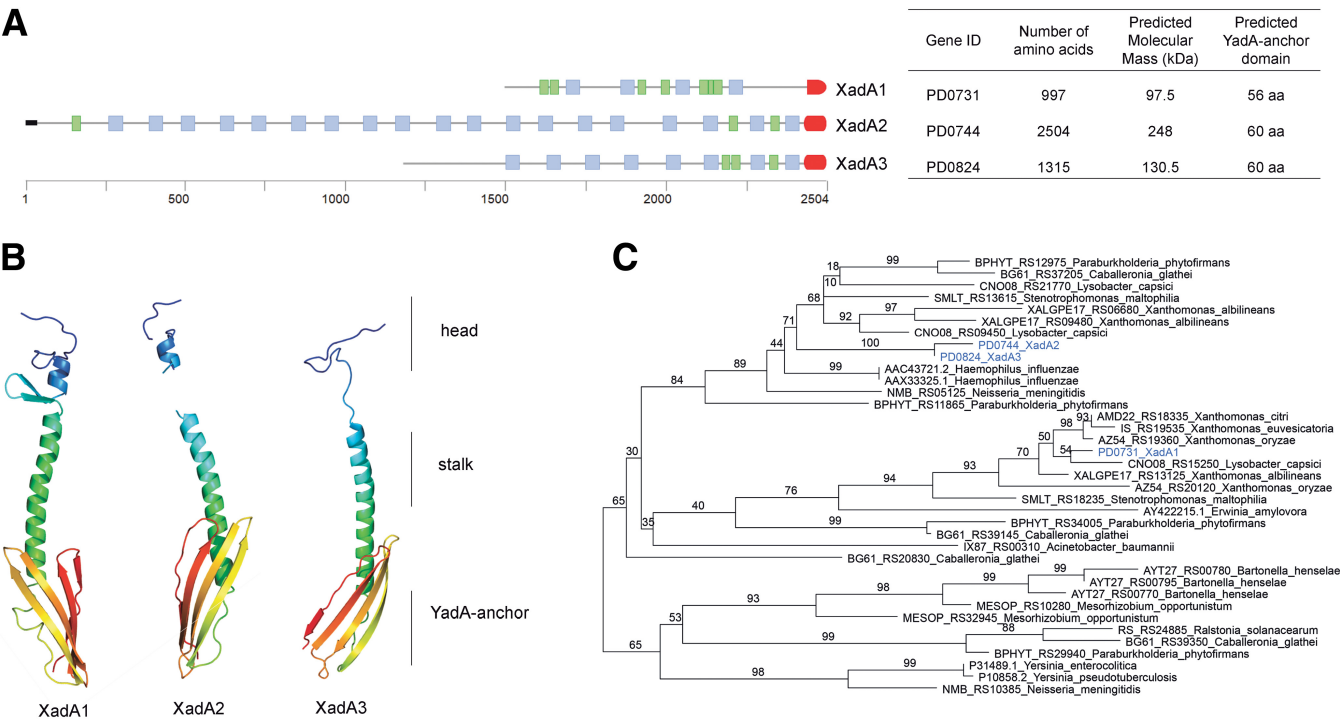 A
XadA1
XadA2
XadA3
1
500
1000
1500
2000
2504
Gene ID
Number of
amino acids
Predicted
Molecular
Mass (kDa)
Predicted
YadA-anchor
domain
PD0731 997 97.5 56 aa
PD0744 2504 248 60 aa
PD0824 1315 130.5 60 aa
B
head
stalk
YadA-anchor
XadA1
XadA2
XadA3
C
99
BPHYT_RS12975_Paraburkholderia_phytofirmans
18
BG61_RS37205_Caballeronia_glathei
10
CNO08_RS21770_Lysobacter_capsici
68
SMLT_RS13615_Stenotrophomonas_maltophilia
97
XALGPE17_RS06680_Xanthomonas_albilineans
92
XALGPE17_RS09480_Xanthomonas_albilineans
71
CNO08_RS09450_Lysobacter_capsici
44
100
PD0744_XadA2
PD0824_XadA3
89
99
AAC43721.2_Haemophilus_influenzae
AAX33325.1_Haemophilus_influenzae
84
NMB_RS05125_Neisseria_meningitidis
BPHYT_RS11865_Paraburkholderia_phytofirmans
93
AMD22_RS18335_Xanthomonas_citri
98
IS_RS19535_Xanthomonas_euvesicatoria
50
AZ54_RS19360_Xanthomonas_oryzae
54
PD0731_XadA1
30
70
CNO08_RS15250_Lysobacter_capsici
93
XALGPE17_RS13125_Xanthomonas_albilineans
94
AZ54_RS20120_Xanthomonas_oryzae
76
SMLT_RS18235_Stenotrophomonas_maltophilia
65
40
AY422215.1_Erwinia_amylovora
35
99
BPHYT_RS34005_Paraburkholderia_phytofirmans
BG61_RS39145_Caballeronia_glathei
IX87_RS00310_Acinetobacter_baumannii
BG61_RS20830_Caballeronia_glathei
99
AYT27_RS00780_Bartonella_henselae
99
AYT27_RS00795_Bartonella_henselae
98
AYT27_RS00770_Bartonella_henselae
93
MESOP_RS10280_Mesorhizobium_opportunistum
53
MESOP_RS32945_Mesorhizobium_opportunistum
88
RS_RS24885_Ralstonia_solanacearum
99
BG61_RS39350_Caballeronia_glathei
65
BPHYT_RS29940_Paraburkholderia_phytofirmans
99
P31489.1_Yersinia_enterocolitica
98
P10858.2_Yersinia_pseudotuberculosis
NMB_RS10385_Neisseria_meningitidis